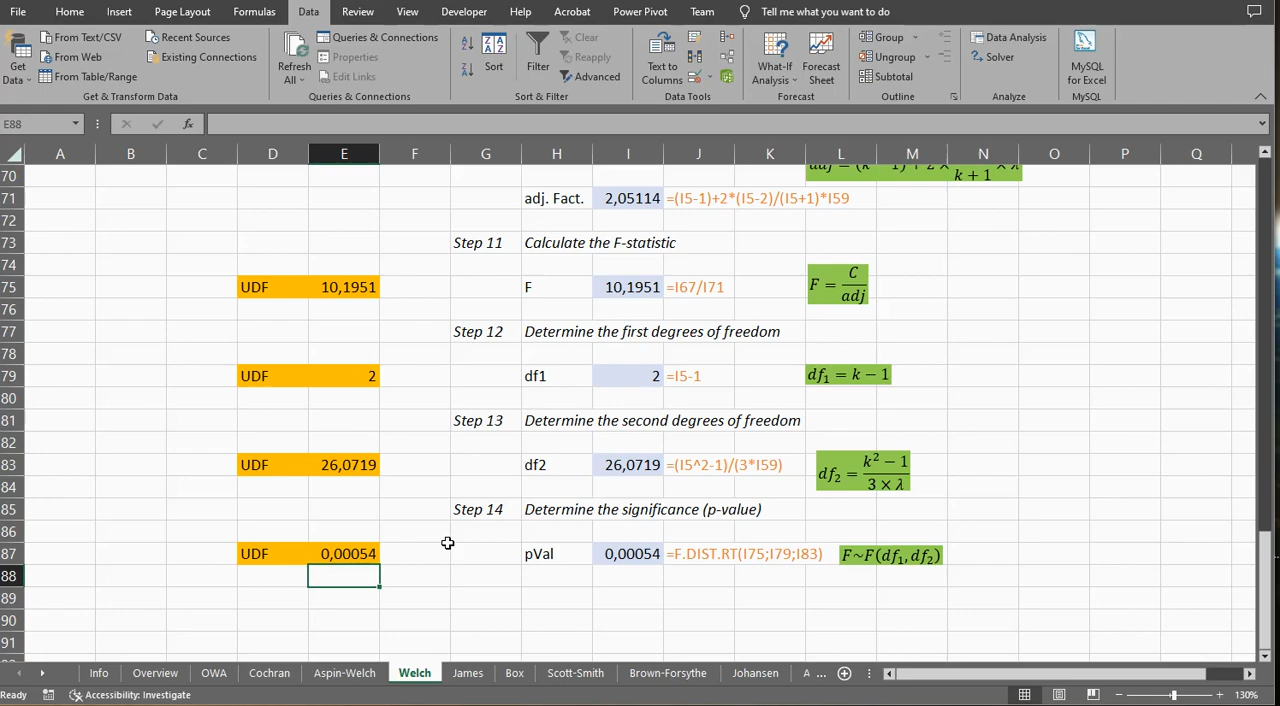 File Home Insert Page Layout Formulas Data Review View Developer Help Acrobat Power Pivot Team Tell me what you want to do
Get Data
From Text/CSV
From Web
From Table/Range
Recent Sources
Existing Connections
Get & Transform Data
Refresh All
Queries & Connections
Properties
Edit Links
Queries & Connections
Sort
Filter
Clear
Reapply
Advanced
Sort & Filter
Text to Columns
Data Tools
What-If Analysis
Forecast Sheet
Forecast
Group
Ungroup
Subtotal
Outline
Data Analysis
Solver
Analyze
MySQL for Excel
MySQL
E88 fx
A B C D E F G H I J K L M N O P Q
70 k + 1
71 adj. Fact. 2,05114 =(I5-1)+2*(I5-2)/(I5+1)*I59
72
73 Step 11 Calculate the F-statistic
74
75 UDF 10,1951 F 10,1951 =I67/I71 F = C/adj
76
77 Step 12 Determine the first degrees of freedom
78
79 UDF 2 df1 2 =I5-1 df₁ = k − 1
80
81 Step 13 Determine the second degrees of freedom
82
83 UDF 26,0719 df2 26,0719 =(I5^2-1)/(3*I59) df₂ = k² − 1 / 3 × λ
84
85 Step 14 Determine the significance (p-value)
86
87 UDF 0,00054 pVal 0,00054 =F.DIST.RT(I75;I79;I83) F~F(df₁, df₂)
88
89
90
91
Info Overview OWA Cochran Aspin-Welch Welch James Box Scott-Smith Brown-Forsythe Johansen A ...
Ready Accessibility: Investigate 130%